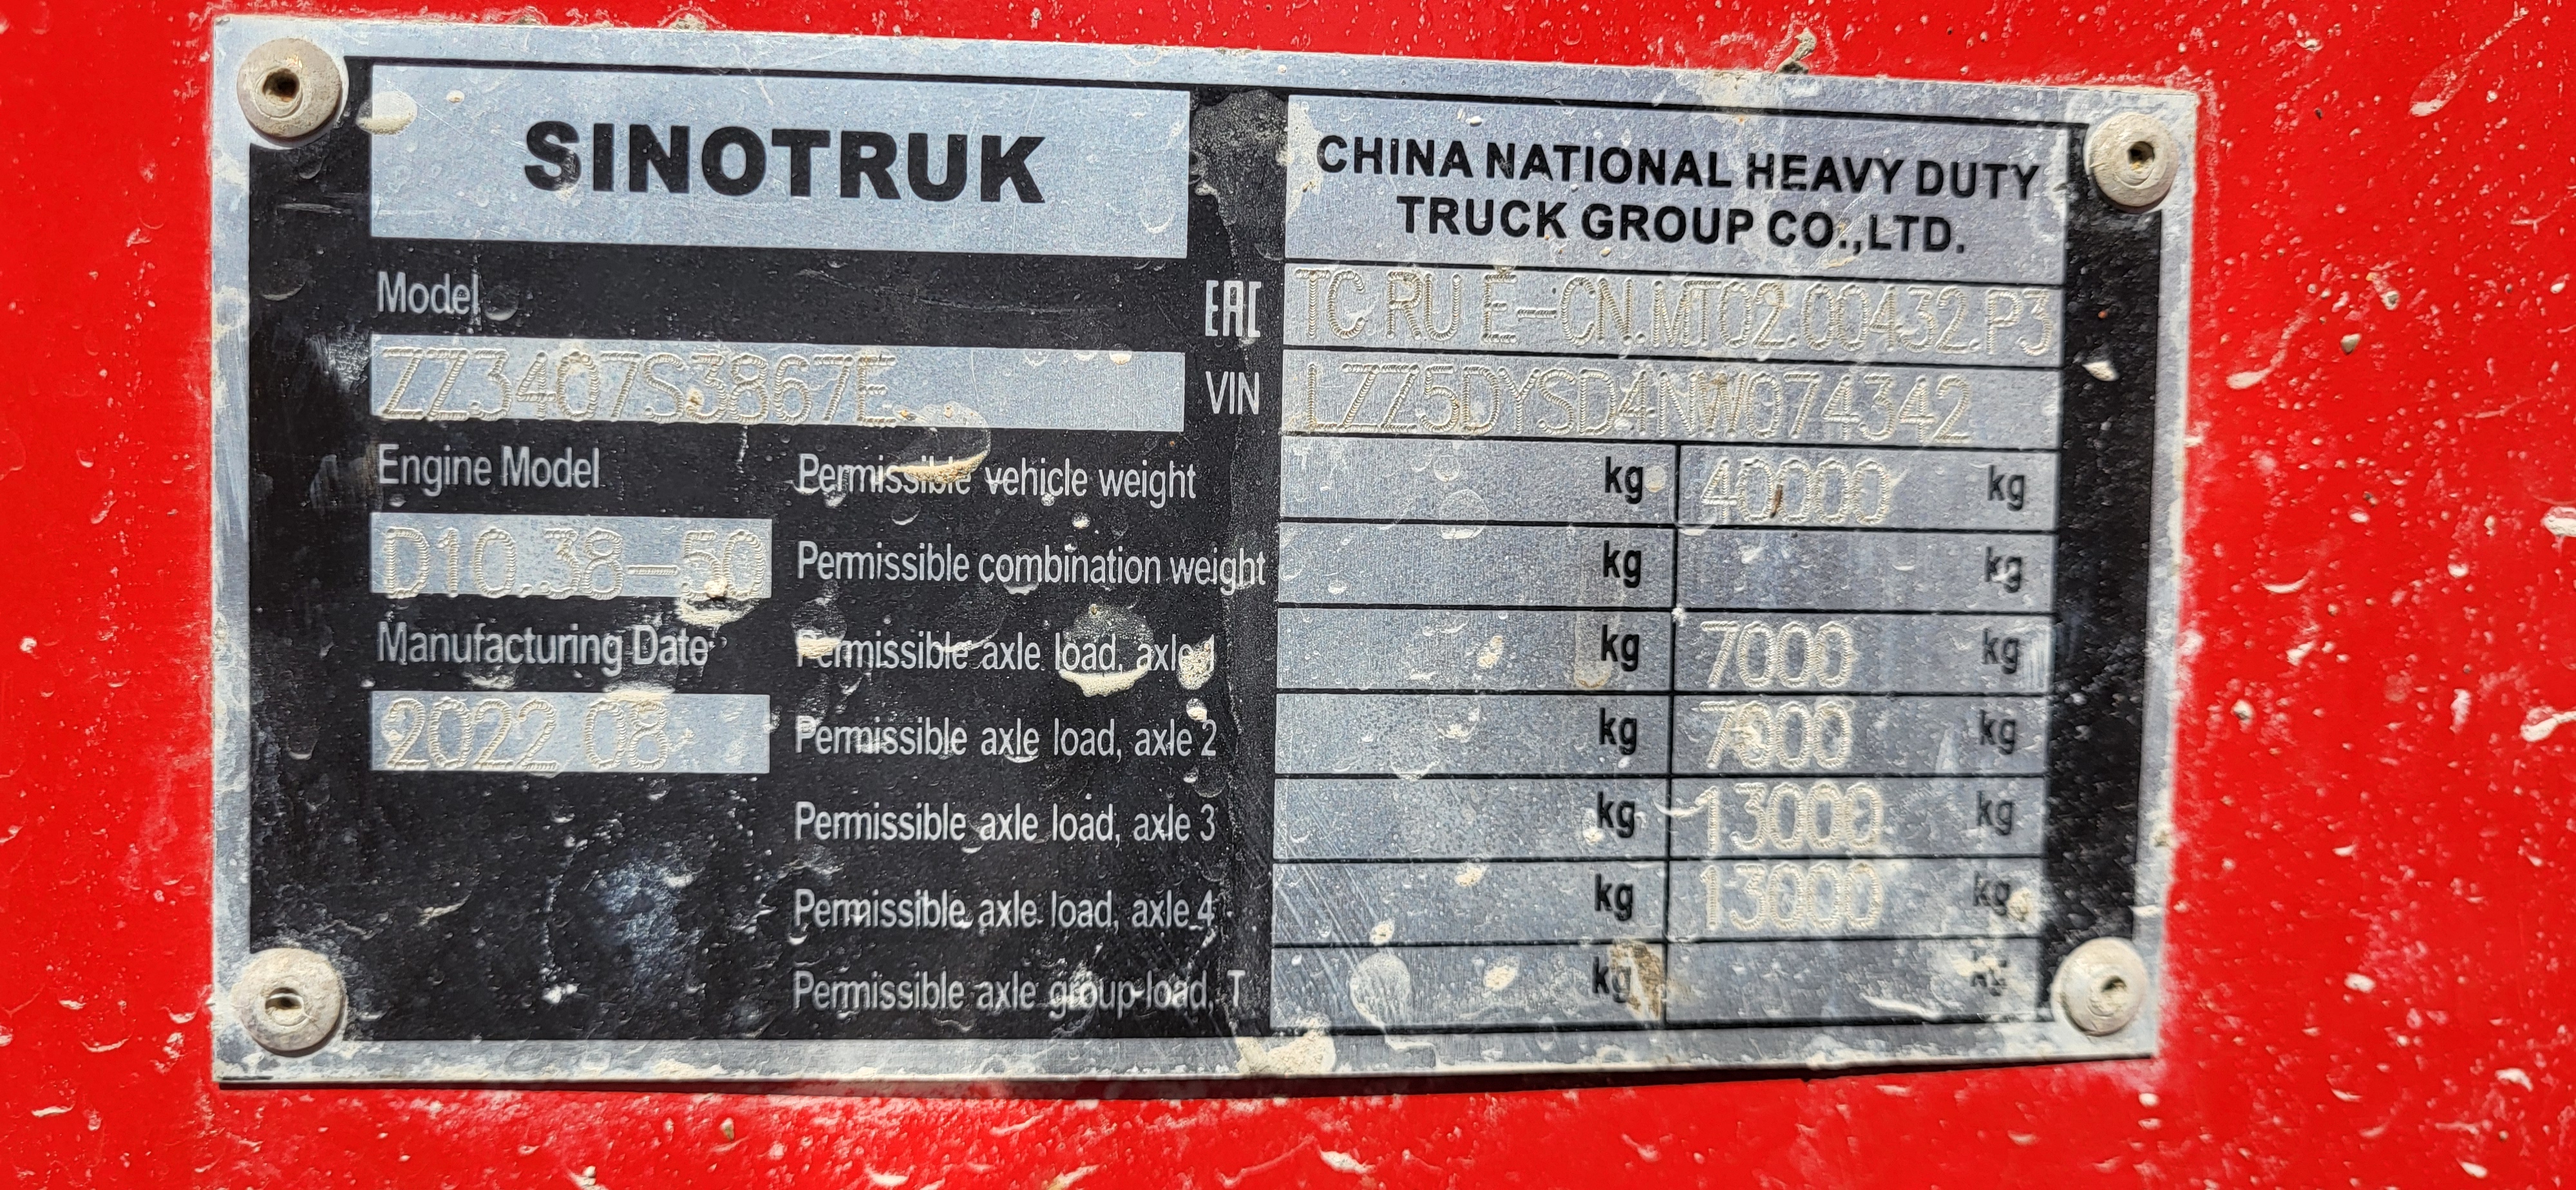 SINOTRUK
CHINA NATIONAL HEAVY DUTY
TRUCK GROUP CO.,LTD.
Model
EAC TC RU E-CN.MT02.00432.P3
ZZ3407S3867E
VIN LZZ5DYSD4NW074342
Engine Model
Permissible vehicle weight kg 40000 kg
D10.38-50
Permissible combination weight kg kg
Manufacturing Date
Permissible axle load, axle 1 kg 7000 kg
2022 08
Permissible axle load, axle 2 kg 7000 kg
Permissible axle load, axle 3 kg 13000 kg
Permissible axle load, axle 4 kg 13000 kg
Permissible axle group load, T kg kg